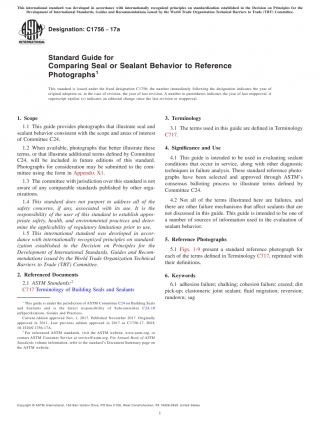 This international standard was developed in accordance with internationally recognized principles on standardization established in the Decision on Principles for the
Development of International Standards, Guides and Recommendations issued by the World Trade Organization Technical Barriers to Trade (TBT) Committee.
Designation: C1756 − 17a
Standard Guide for
Comparing Seal or Sealant Behavior to Reference
Photographs1
This standard is issued under the fixed designation C1756; the number immediately following the designation indicates the year of
original adoption or, in the case of revision, the year of last revision. A number in parentheses indicates the year of last reapproval. A
superscript epsilon (ε) indicates an editorial change since the last revision or reapproval.
1. Scope
1.1 This guide provides photographs that illustrate seal and
sealant behavior consistent with the scope and areas of interest
of Committee C24.
1.2 When available, photographs that better illustrate these
terms, or that illustrate additional terms defined by Committee
C24, will be included in future editions of this standard.
Photographs for consideration may be submitted to the com-
mittee using the form in Appendix X1.
1.3 The committee with jurisdiction over this standard is not
aware of any comparable standards published by other orga-
nizations.
1.4 This standard does not purport to address all of the
safety concerns, if any, associated with its use. It is the
responsibility of the user of this standard to establish appro-
priate safety, health, and environmental practices and deter-
mine the applicability of regulatory limitations prior to use.
1.5 This international standard was developed in accor-
dance with internationally recognized principles on standard-
ization established in the Decision on Principles for the
Development of International Standards, Guides and Recom-
mendations issued by the World Trade Organization Technical
Barriers to Trade (TBT) Committee.
2. Referenced Documents
2.1 ASTM Standards:2
C717 Terminology of Building Seals and Sealants
1 This guide is under the jurisdiction of ASTM Committee C24 on Building Seals
and Sealants and is the direct responsibility of Subcommittee C24.10
on Specifications, Guides and Practices.
Current edition approved Nov. 1, 2017. Published November 2017. Originally
approved in 2011. Last previous edition approved in 2017 as C1756-17. DOI:
10.1520/C1756-17A.
2 For referenced ASTM standards, visit the ASTM website, www.astm.org, or
contact ASTM Customer Service at service@astm.org. For Annual Book of ASTM
Standards volume information, refer to the standard's Document Summary page on
the ASTM website.
3. Terminology
3.1 The terms used in this guide are defined in Terminology
C717.
4. Significance and Use
4.1 This guide is intended to be used in evaluating sealant
conditions that occur in service, along with other diagnostic
techniques in failure analysis. These standard reference photo-
graphs have been selected and approved through ASTM's
consensus balloting process to illustrate terms defined by
Committee C24.
4.2 Not all of the terms illustrated here are failures, and
there are other failure mechanisms that affect sealants that are
not discussed in this guide. This guide is intended to be one of
a number of sources of information used in the evaluation of
sealant behavior.
5. Reference Photographs
5.1 Figs. 1-9 present a standard reference photograph for
each of the terms defined in Terminology C717, reprinted with
their definitions.
6. Keywords
6.1 adhesion failure; chalking; cohesion failure; crazed; dirt
pick-up; elastomeric joint sealant; fluid migration; reversion;
rundown; sag
Copyright © ASTM International, 100 Barr Harbor Drive, PO Box C700, West Conshohocken, PA 19428-2959. United States
1